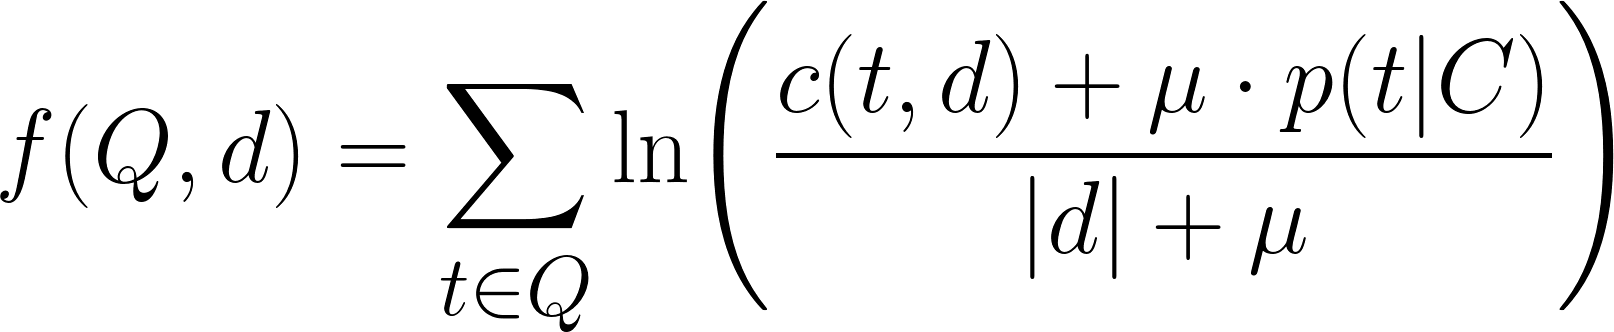 f(Q, d) = \sum_{t \in Q} \ln \left( \frac{c(t, d) + \mu \cdot p(t|C)}{|d| + \mu} \right)